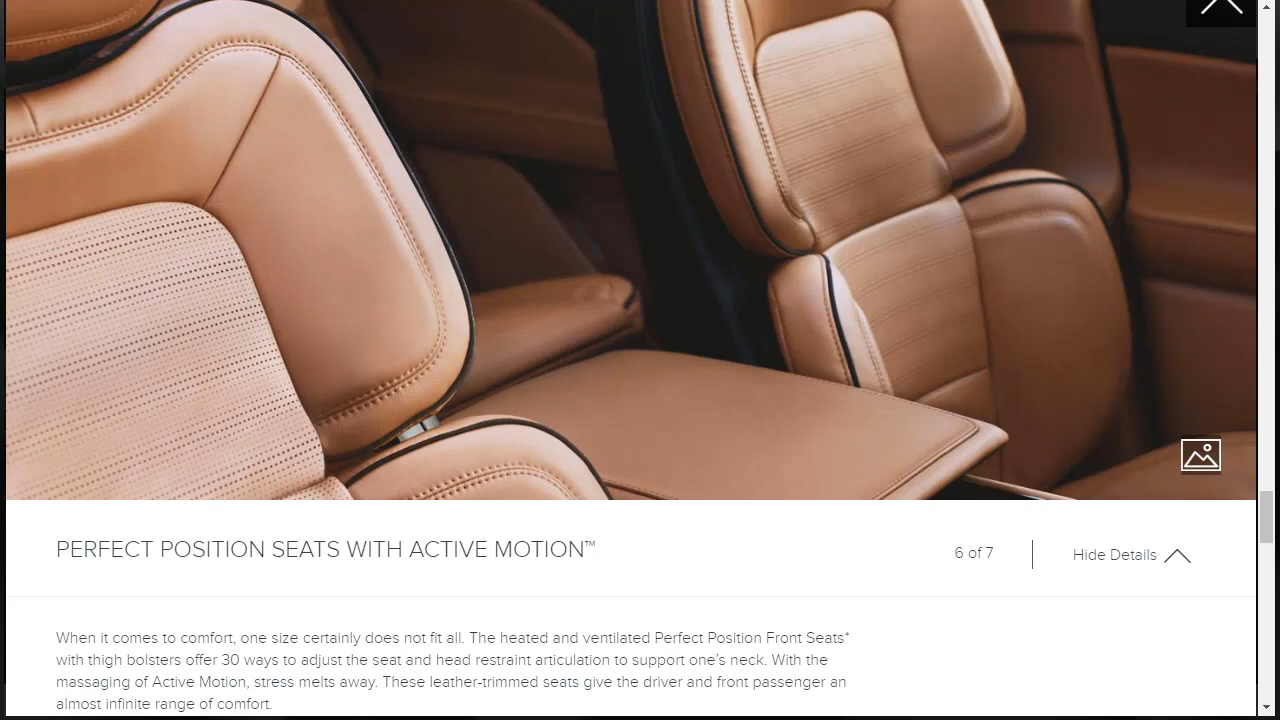 PERFECT POSITION SEATS WITH ACTIVE MOTION™
6 of 7
Hide Details
When it comes to comfort, one size certainly does not fit all. The heated and ventilated Perfect Position Front Seats*
with thigh bolsters offer 30 ways to adjust the seat and head restraint articulation to support one’s neck. With the
massaging of Active Motion, stress melts away. These leather-trimmed seats give the driver and front passenger an
almost infinite range of comfort.